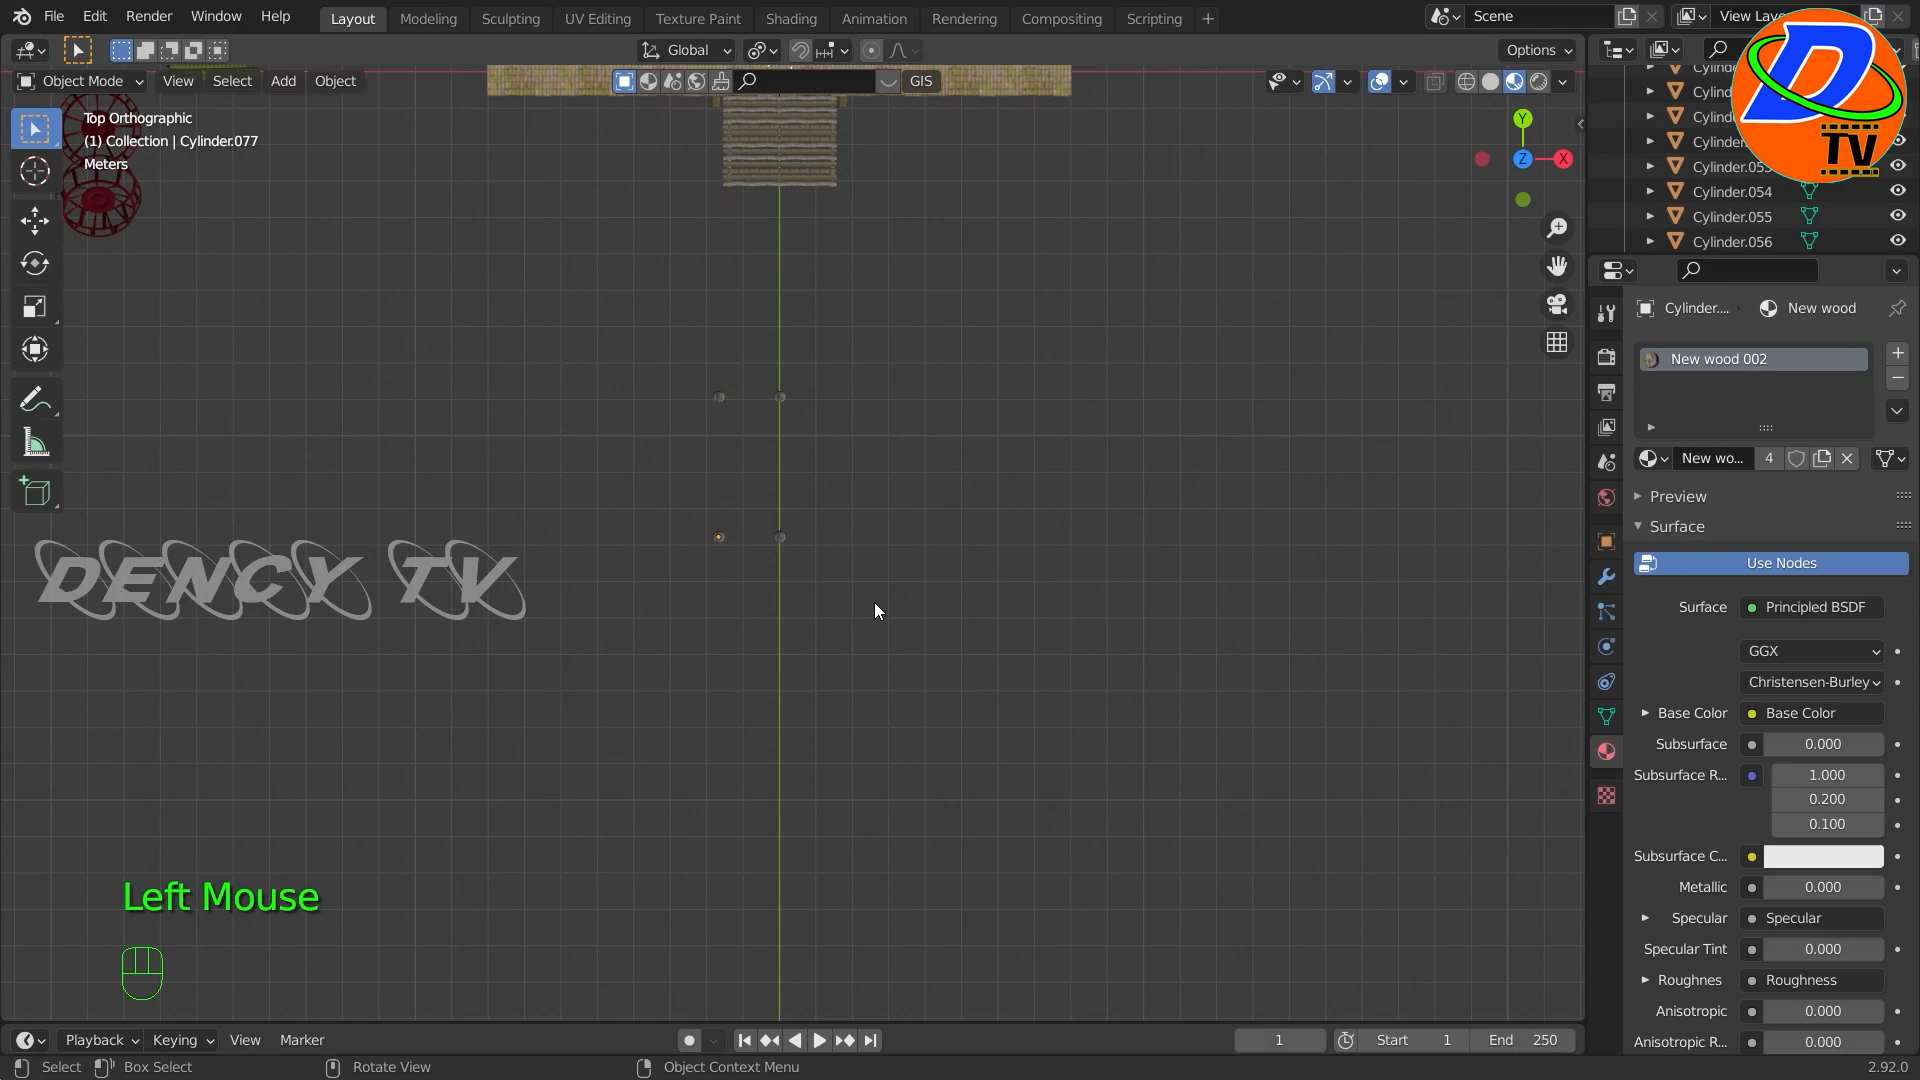 File Edit Render Window Help Layout Modeling Sculpting UV Editing Texture Paint Shading Animation Rendering Compositing Scripting + Scene View Laye
Global Options
Object Mode View Select Add Object GIS
Top Orthographic
(1) Collection | Cylinder.077
Meters
Y
Z X
D
TV
Cylinder.053
Cylinder.054
Cylinder.055
Cylinder.056
Cylinder.... New wood
New wood 002
New wo... 4
Preview
Surface
Use Nodes
Surface Principled BSDF
GGX
Christensen-Burley
Base Color Base Color
Subsurface 0.000
Subsurface R... 1.000
0.200
0.100
Subsurface C...
Metallic 0.000
Specular Specular
Specular Tint 0.000
Roughnes Roughness
Anisotropic 0.000
Anisotropic R... 0.000
DENCY TV
Left Mouse
Playback Keying View Marker 1 Start 1 End 250
Select Box Select Rotate View Object Context Menu 2.92.0